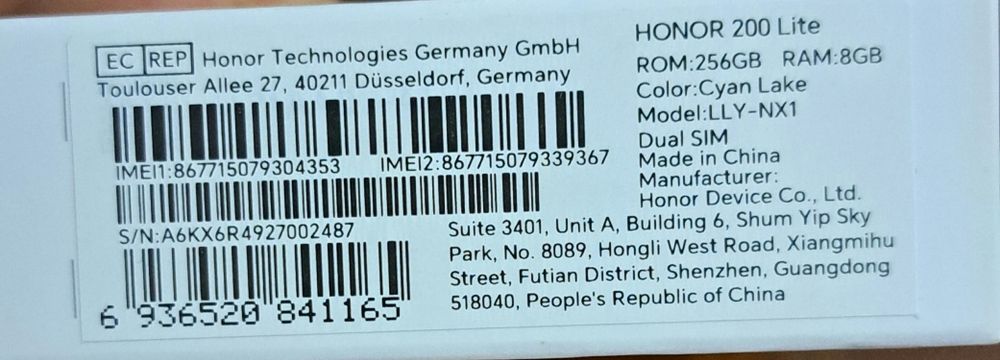 EC REP Honor Technologies Germany GmbH
Toulouser Allee 27, 40211 Düsseldorf, Germany
IMEI1:867715079304353 IMEI2:867715079339367
S/N:A6KX6R4927002487
6 936520 841165
HONOR 200 Lite
ROM:256GB RAM:8GB
Color:Cyan Lake
Model:LLY-NX1
Dual SIM
Made in China
Manufacturer:
Honor Device Co., Ltd.
Suite 3401, Unit A, Building 6, Shum Yip Sky
Park, No. 8089, Hongli West Road, Xiangmihu
Street, Futian District, Shenzhen, Guangdong
518040, People's Republic of China